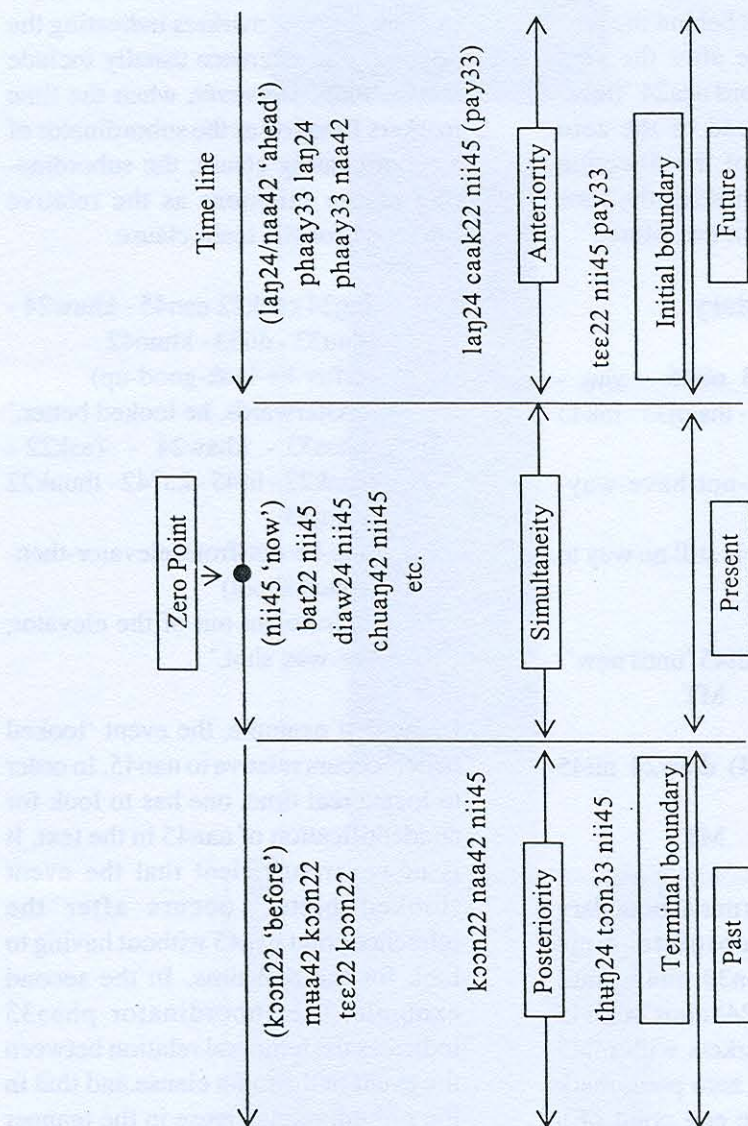 Zero Point
Time line
(kɔɔn22 'before')
mua42 kɔɔn22
tɛɛ22 kɔɔn22
(nii45 'now')
bat22 nii45
diaw24 nii45
chuaŋ42 nii45
etc.
(laŋ24/naa42 'ahead')
phaay33 laŋ24
phaay33 naa42
kɔɔn22 naa42 nii45
laŋ24 caak22 nii45 (pay33)
Posteriority
Simultaneity
Anteriority
thuŋ24 tɔɔn33 nii45
tɛɛ22 nii45 pay33
Terminal boundary
Initial boundary
Past
Present
Future